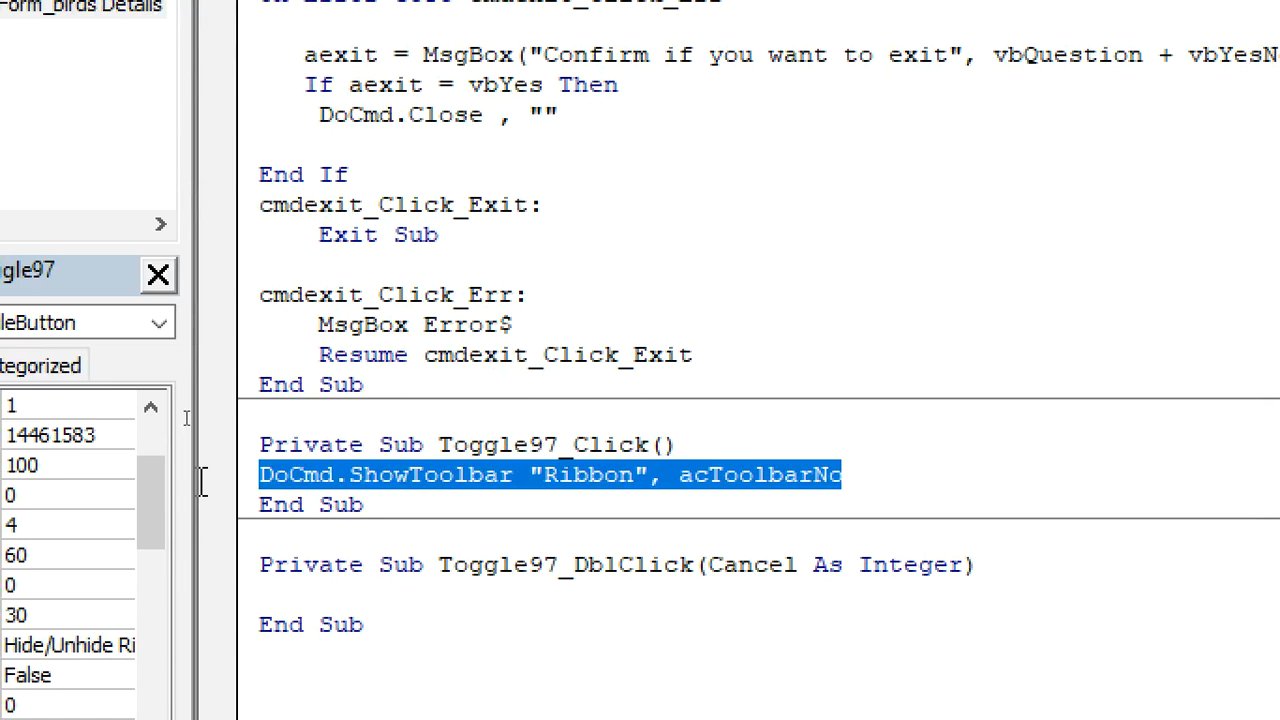 Form_birds Details
aexit = MsgBox("Confirm if you want to exit", vbQuestion + vbYesN
If aexit = vbYes Then
DoCmd.Close , ""
End If
cmdexit_Click_Exit:
Exit Sub
ggle97
cmdexit_Click_Err:
leButton
MsgBox Error$
tegorized
Resume cmdexit_Click_Exit
End Sub
1
14461583
Private Sub Toggle97_Click()
100
DoCmd.ShowToolbar "Ribbon", acToolbarNo
0
End Sub
4
60
Private Sub Toggle97_DblClick(Cancel As Integer)
0
30
End Sub
Hide/Unhide Ri
False
0